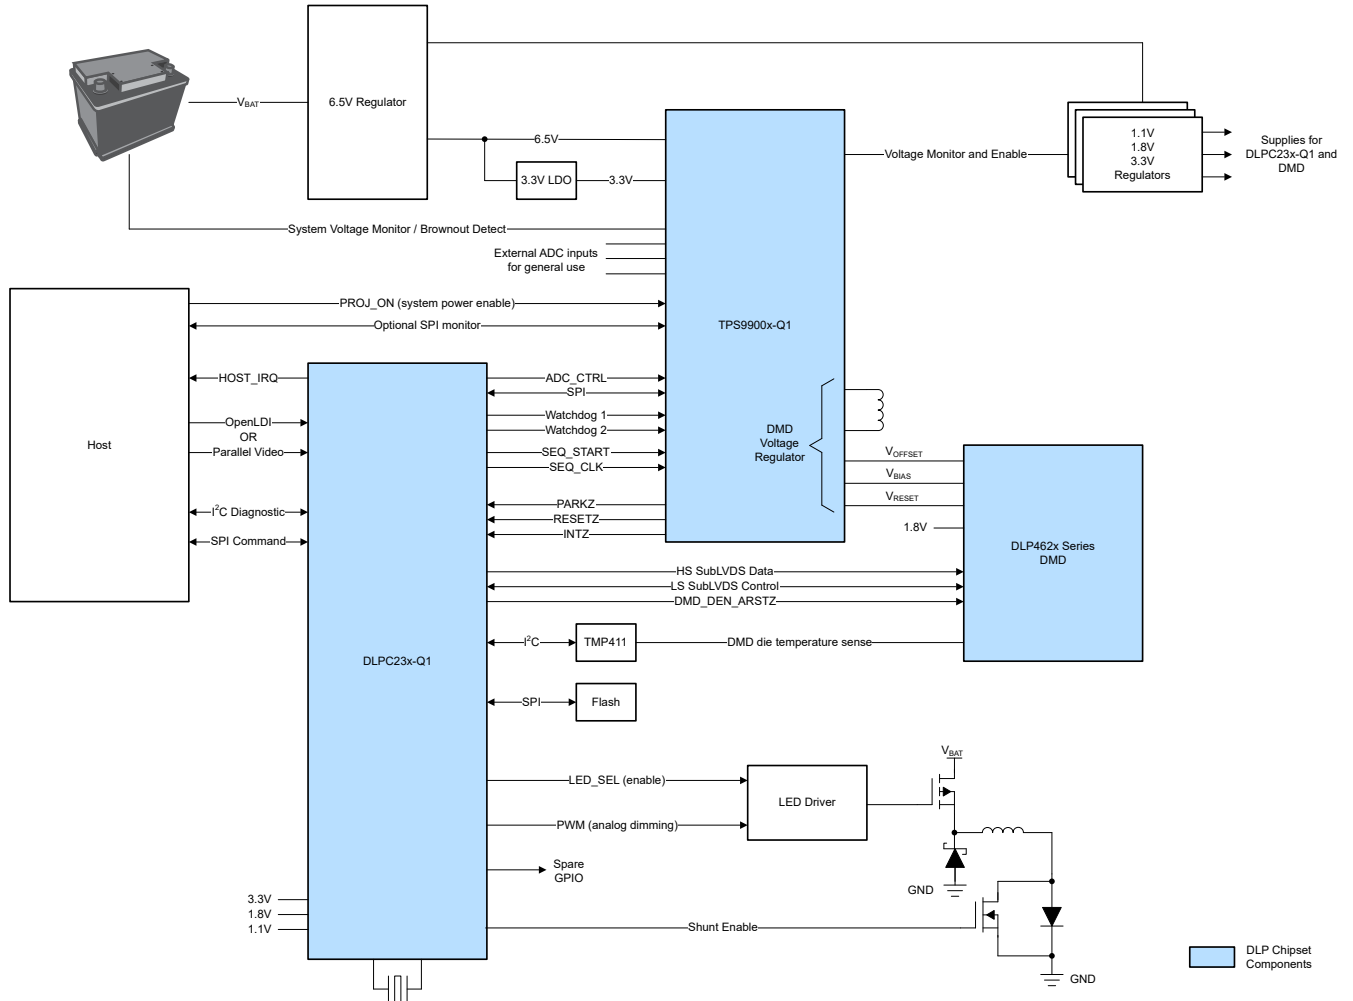 V_BAT
6.5V Regulator
6.5V
3.3V LDO
3.3V
Voltage Monitor and Enable
1.1V
1.8V
3.3V
Regulators
Supplies for
DLPC23x-Q1 and
DMD
System Voltage Monitor / Brownout Detect
External ADC inputs
for general use
PROJ_ON (system power enable)
Optional SPI monitor
TPS9900x-Q1
Host
HOST_IRQ
OpenLDI
OR
Parallel Video
I²C Diagnostic
SPI Command
DLPC23x-Q1
ADC_CTRL
SPI
Watchdog 1
Watchdog 2
SEQ_START
SEQ_CLK
PARKZ
RESETZ
INTZ
DMD
Voltage
Regulator
V_OFFSET
V_BIAS
V_RESET
1.8V
DLP462x Series
DMD
HS SubLVDS Data
LS SubLVDS Control
DMD_DEN_ARSTZ
I²C
TMP411
DMD die temperature sense
SPI
Flash
LED_SEL (enable)
PWM (analog dimming)
LED Driver
V_BAT
Spare
GPIO
GND
3.3V
1.8V
1.1V
Shunt Enable
GND
DLP Chipset
Components